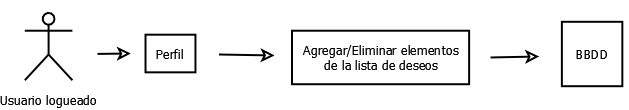 Perfil
Agregar/Eliminar elementos
de la lista de deseos
BBDD
Usuario logueado